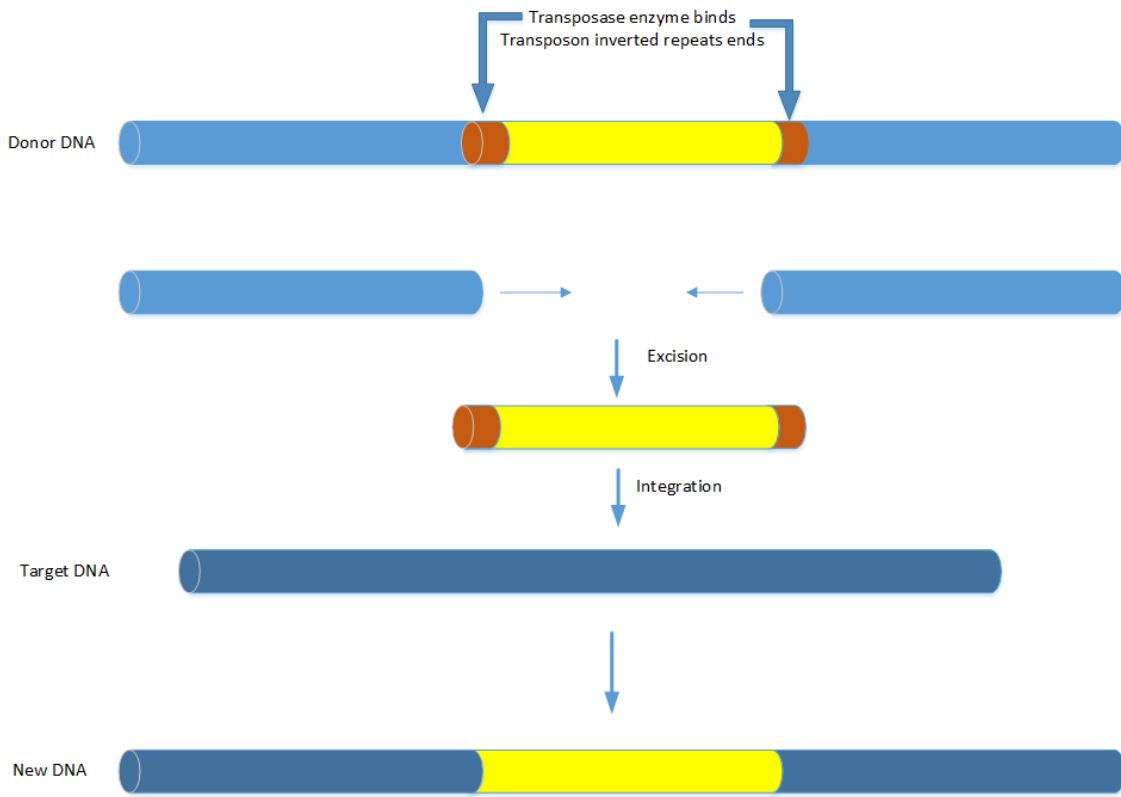 Transposase enzyme binds
Transposon inverted repeats ends
Donor DNA
Excision
Integration
Target DNA
New DNA